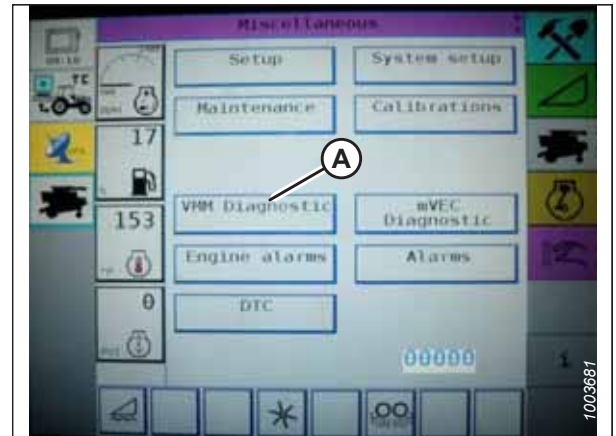 Miscellaneous
TC
Setup
System setup
Maintenance
Calibrations
17
A
153
VMM Diagnostic
mVEC
Diagnostic
Engine alarms
Alarms
0
DTC
00000
i
1003681